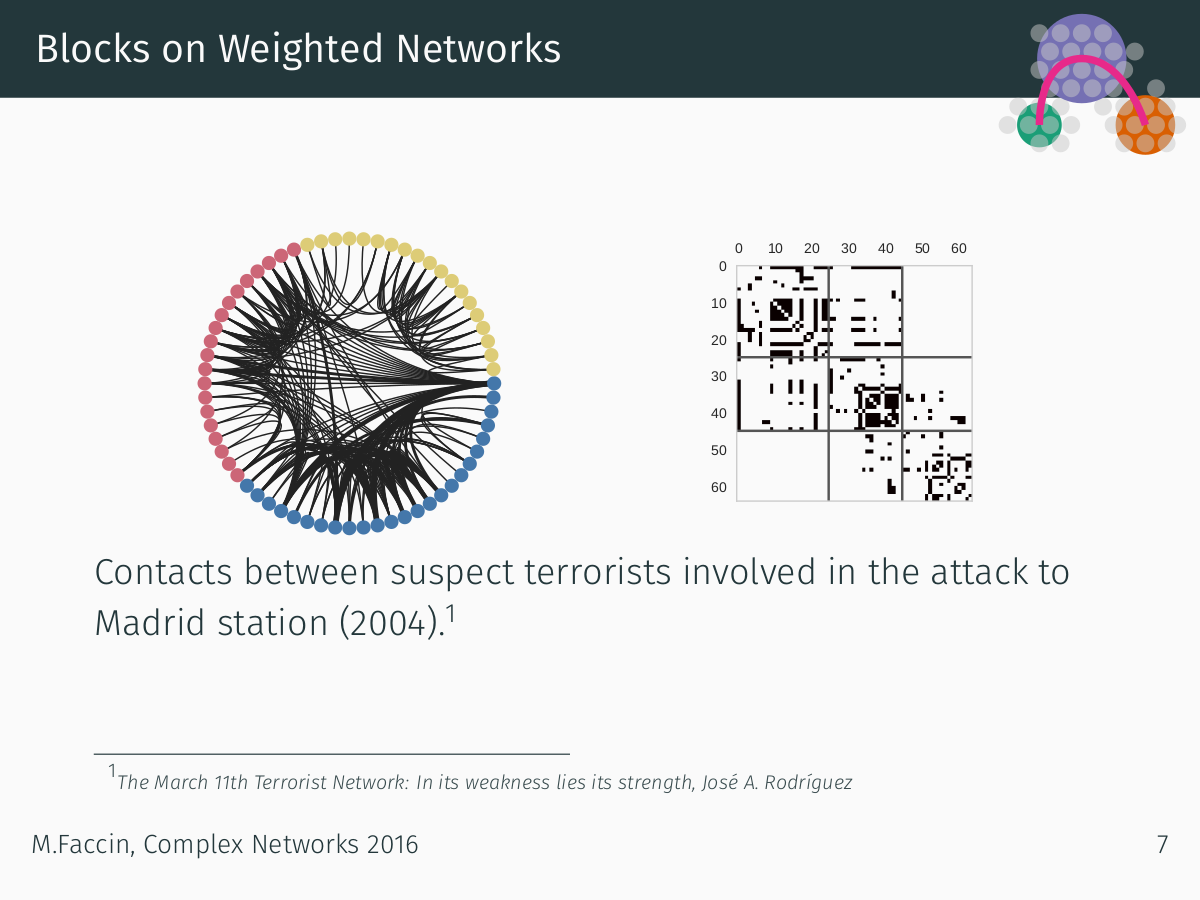 Blocks on Weighted Networks
0 10 20 30 40 50 60
0
10
20
30
40
50
60
Contacts between suspect terrorists involved in the attack to
Madrid station (2004).1
1The March 11th Terrorist Network: In its weakness lies its strength, José A. Rodríguez
M.Faccin, Complex Networks 2016 7